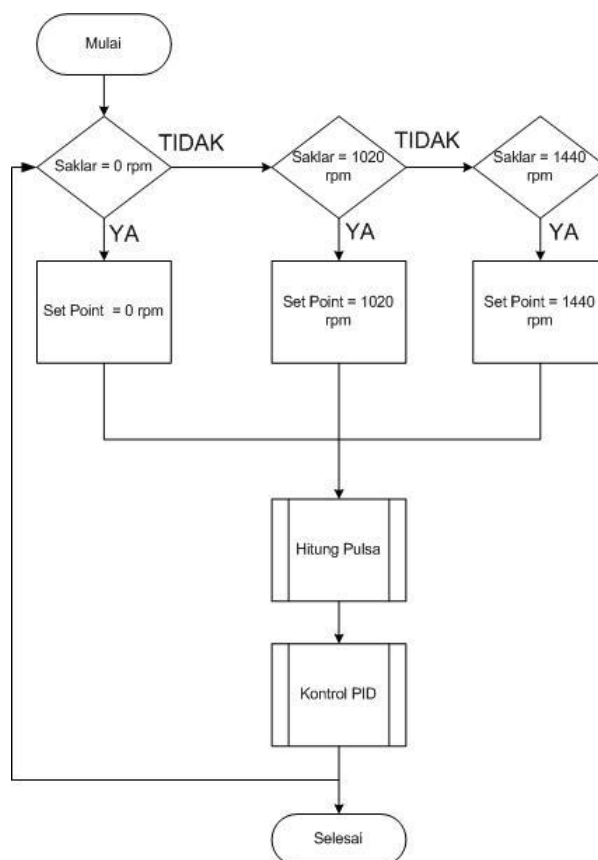 Mulai
Saklar = 0 rpm
TIDAK
Saklar = 1020
rpm
TIDAK
Saklar = 1440
rpm
YA
YA
YA
Set Point = 0 rpm
Set Point = 1020
rpm
Set Point = 1440
rpm
Hitung Pulsa
Kontrol PID
Selesai